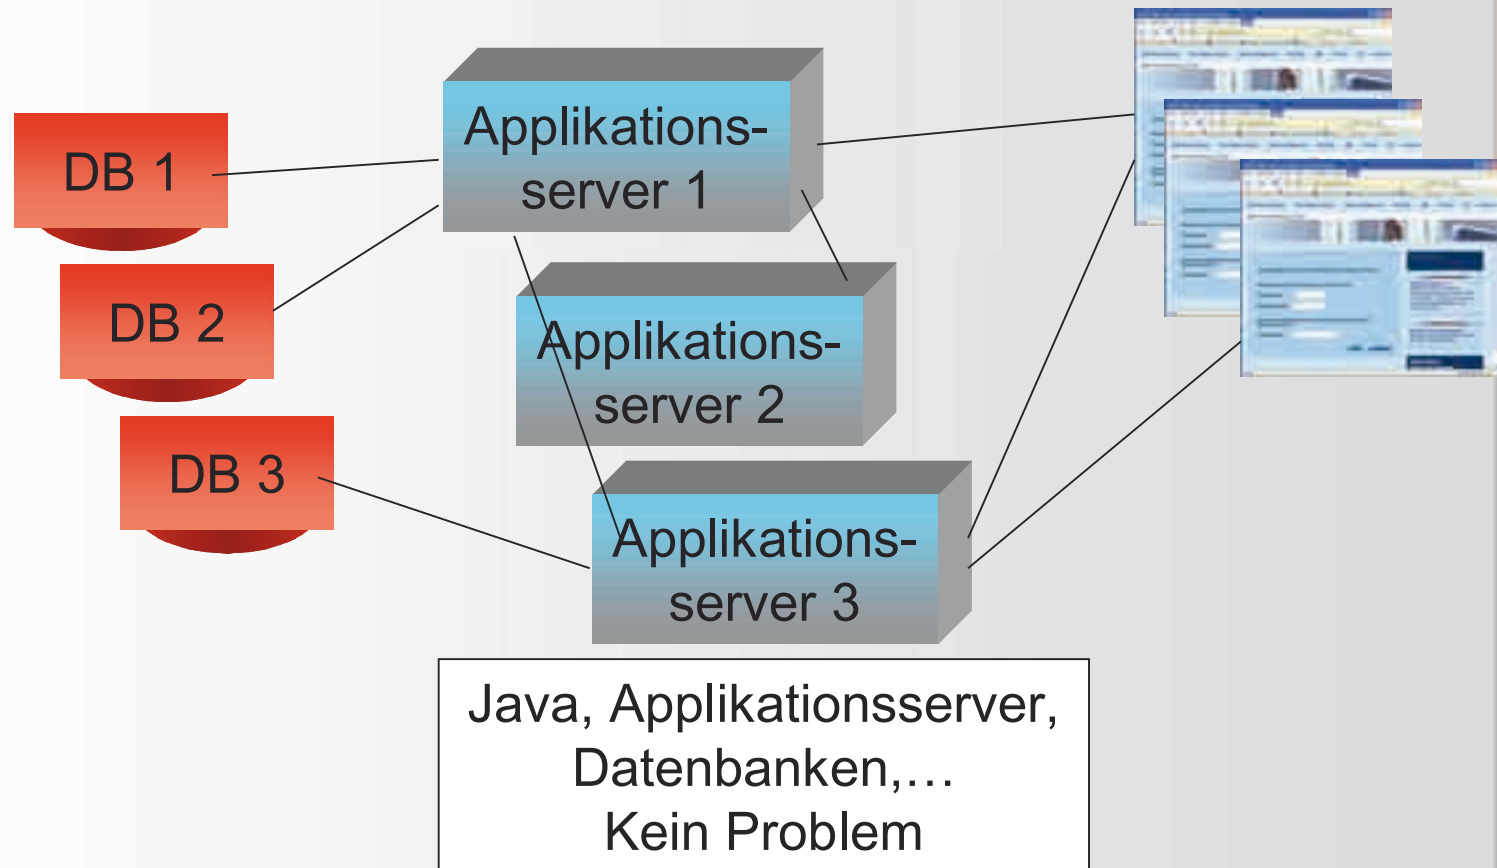 DB 1
DB 2
DB 3
Applikations-
server 1
Applikations-
server 2
Applikations-
server 3
Java, Applikationsserver,
Datenbanken,…
Kein Problem